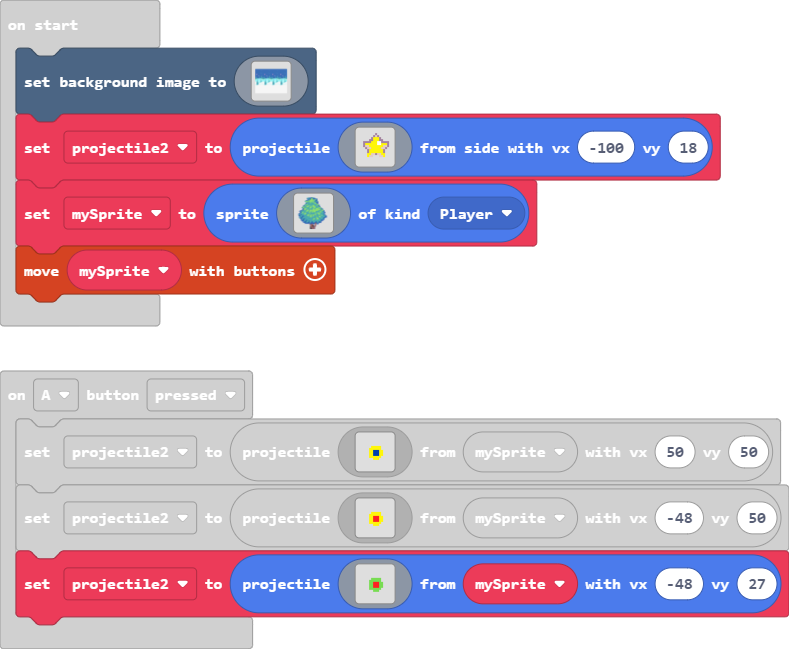 on start
set background image to
set projectile2 to projectile from side with vx -100 vy 18
set mySprite to sprite of kind Player
move mySprite with buttons
on A button pressed
set projectile2 to projectile from mySprite with vx 50 vy 50
set projectile2 to projectile from mySprite with vx -48 vy 50
set projectile2 to projectile from mySprite with vx -48 vy 27